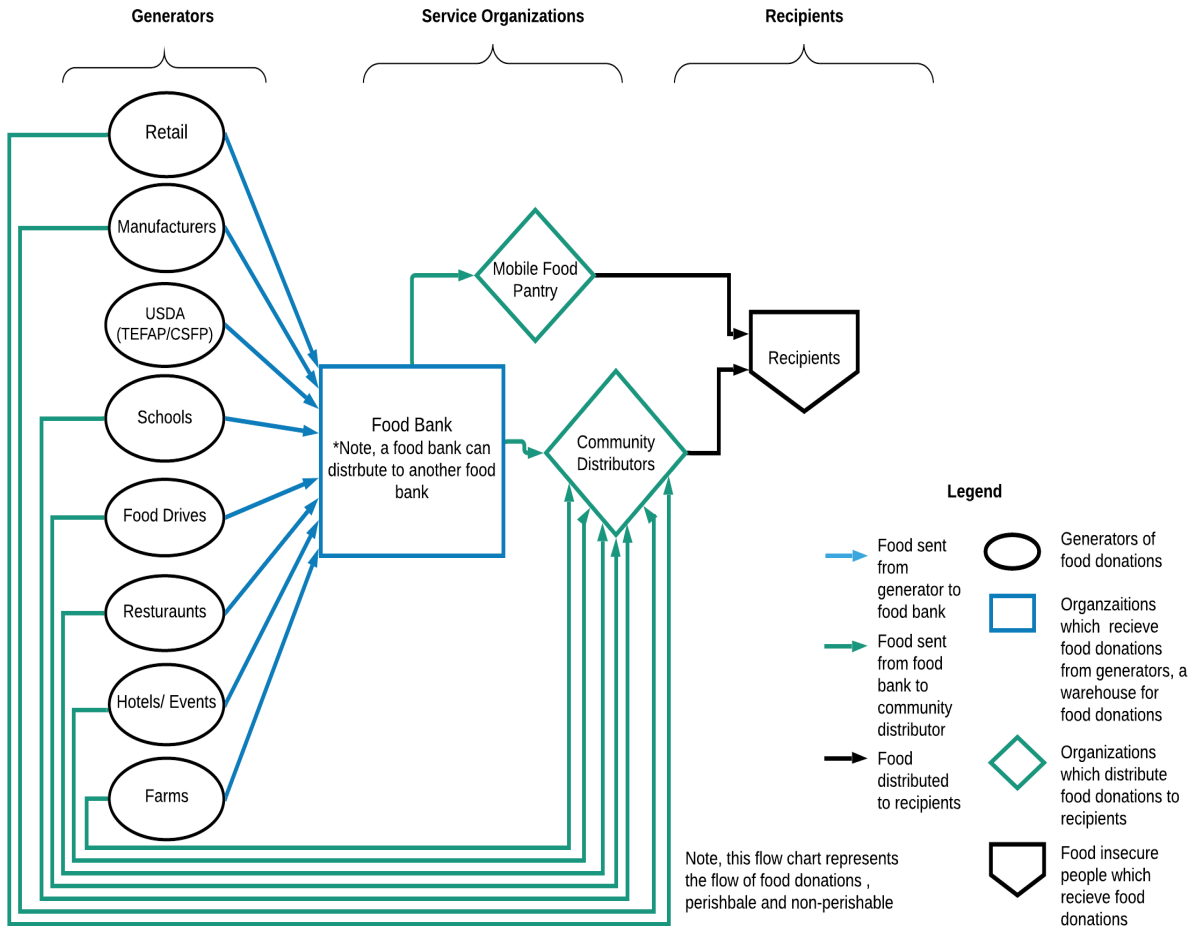 Generators
Service Organizations
Recipients
Retail
Manufacturers
USDA
(TEFAP/CSFP)
Schools
Food Drives
Resturaunts
Hotels/ Events
Farms
Food Bank
*Note, a food bank can
distrbute to another food
bank
Mobile Food
Pantry
Community
Distributors
Recipients
Legend
Food sent
from
generator to
food bank
Food sent
from food
bank to
community
distributor
Food
distributed
to recipients
Generators of
food donations
Organzaitions
which recieve
food donations
from generators, a
warehouse for
food donations
Organizations
which distribute
food donations to
recipients
Food insecure
people which
recieve food
donations
Note, this flow chart represents
the flow of food donations ,
perishbale and non-perishable